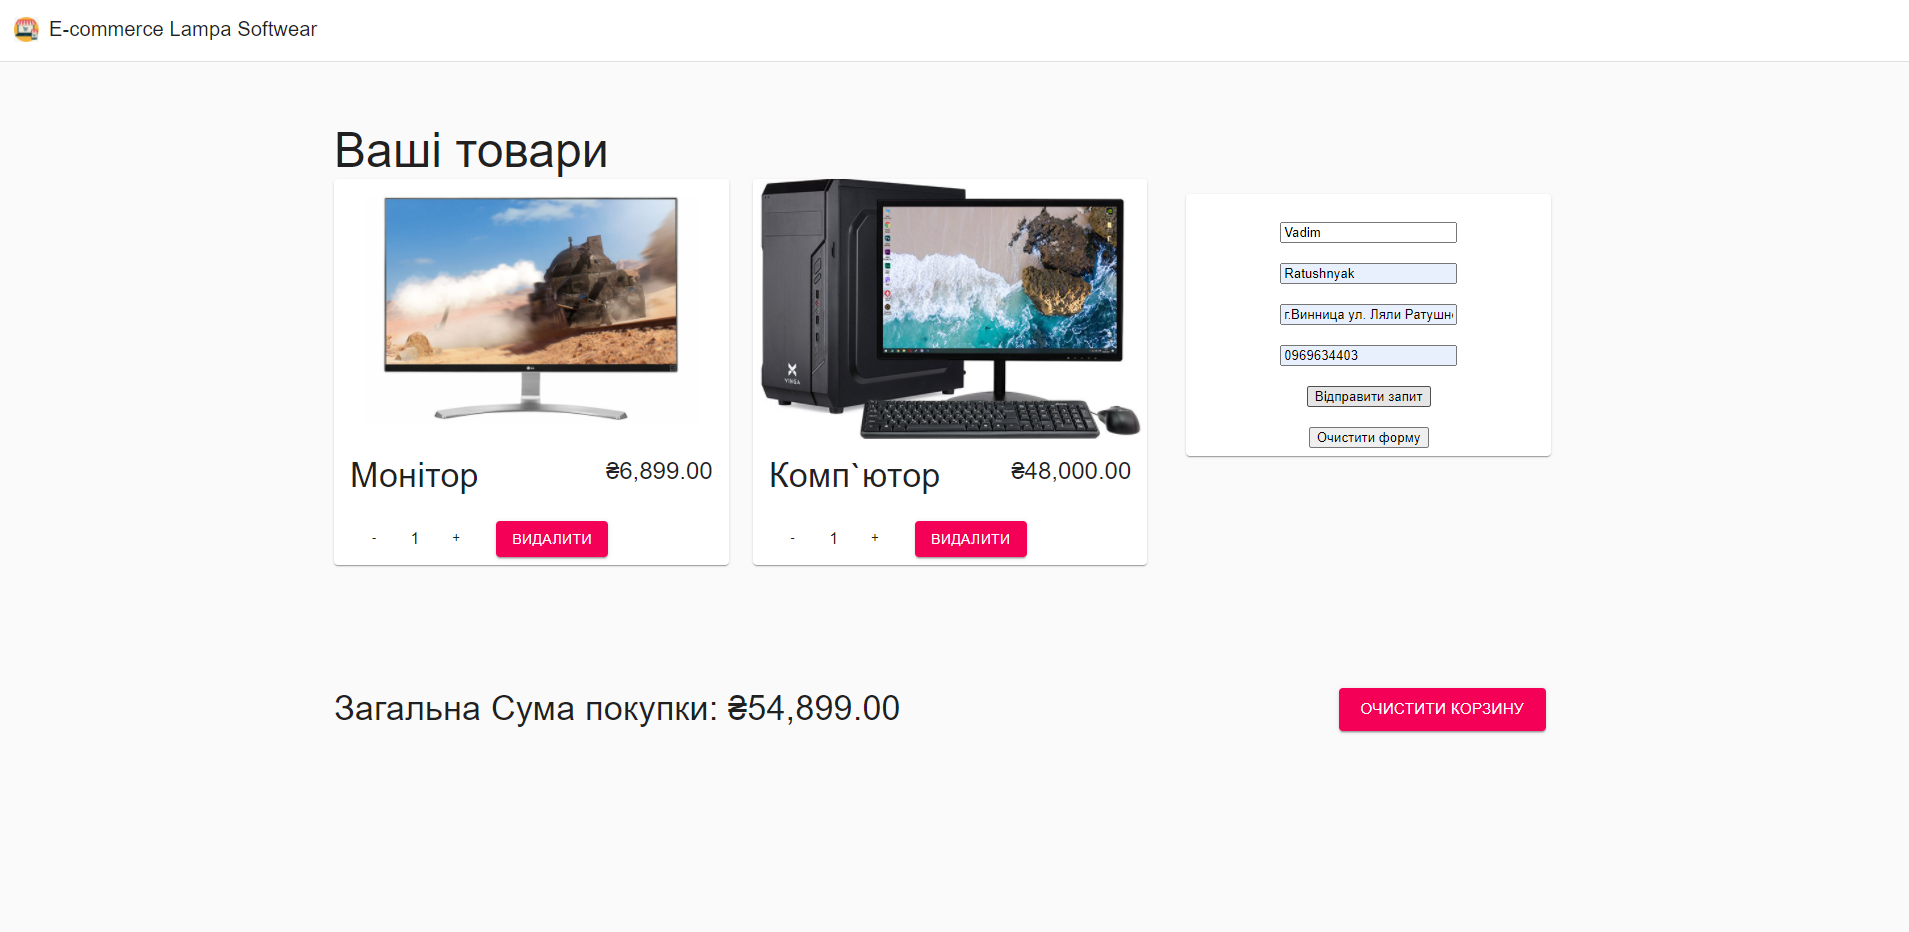 E-commerce Lampa Softwear
Ваші товари
VINGA
Монітор
₴6,899.00
- 1 +
ВИДАЛИТИ
Комп`ютор
₴48,000.00
- 1 +
ВИДАЛИТИ
Vadim
Ratushnyak
г.Винница ул. Ляли
0969634403
Відправити запит
Очистити форму
Загальна Сума покупки: ₴54,899.00
ОЧИСТИТИ КОРЗИНУ